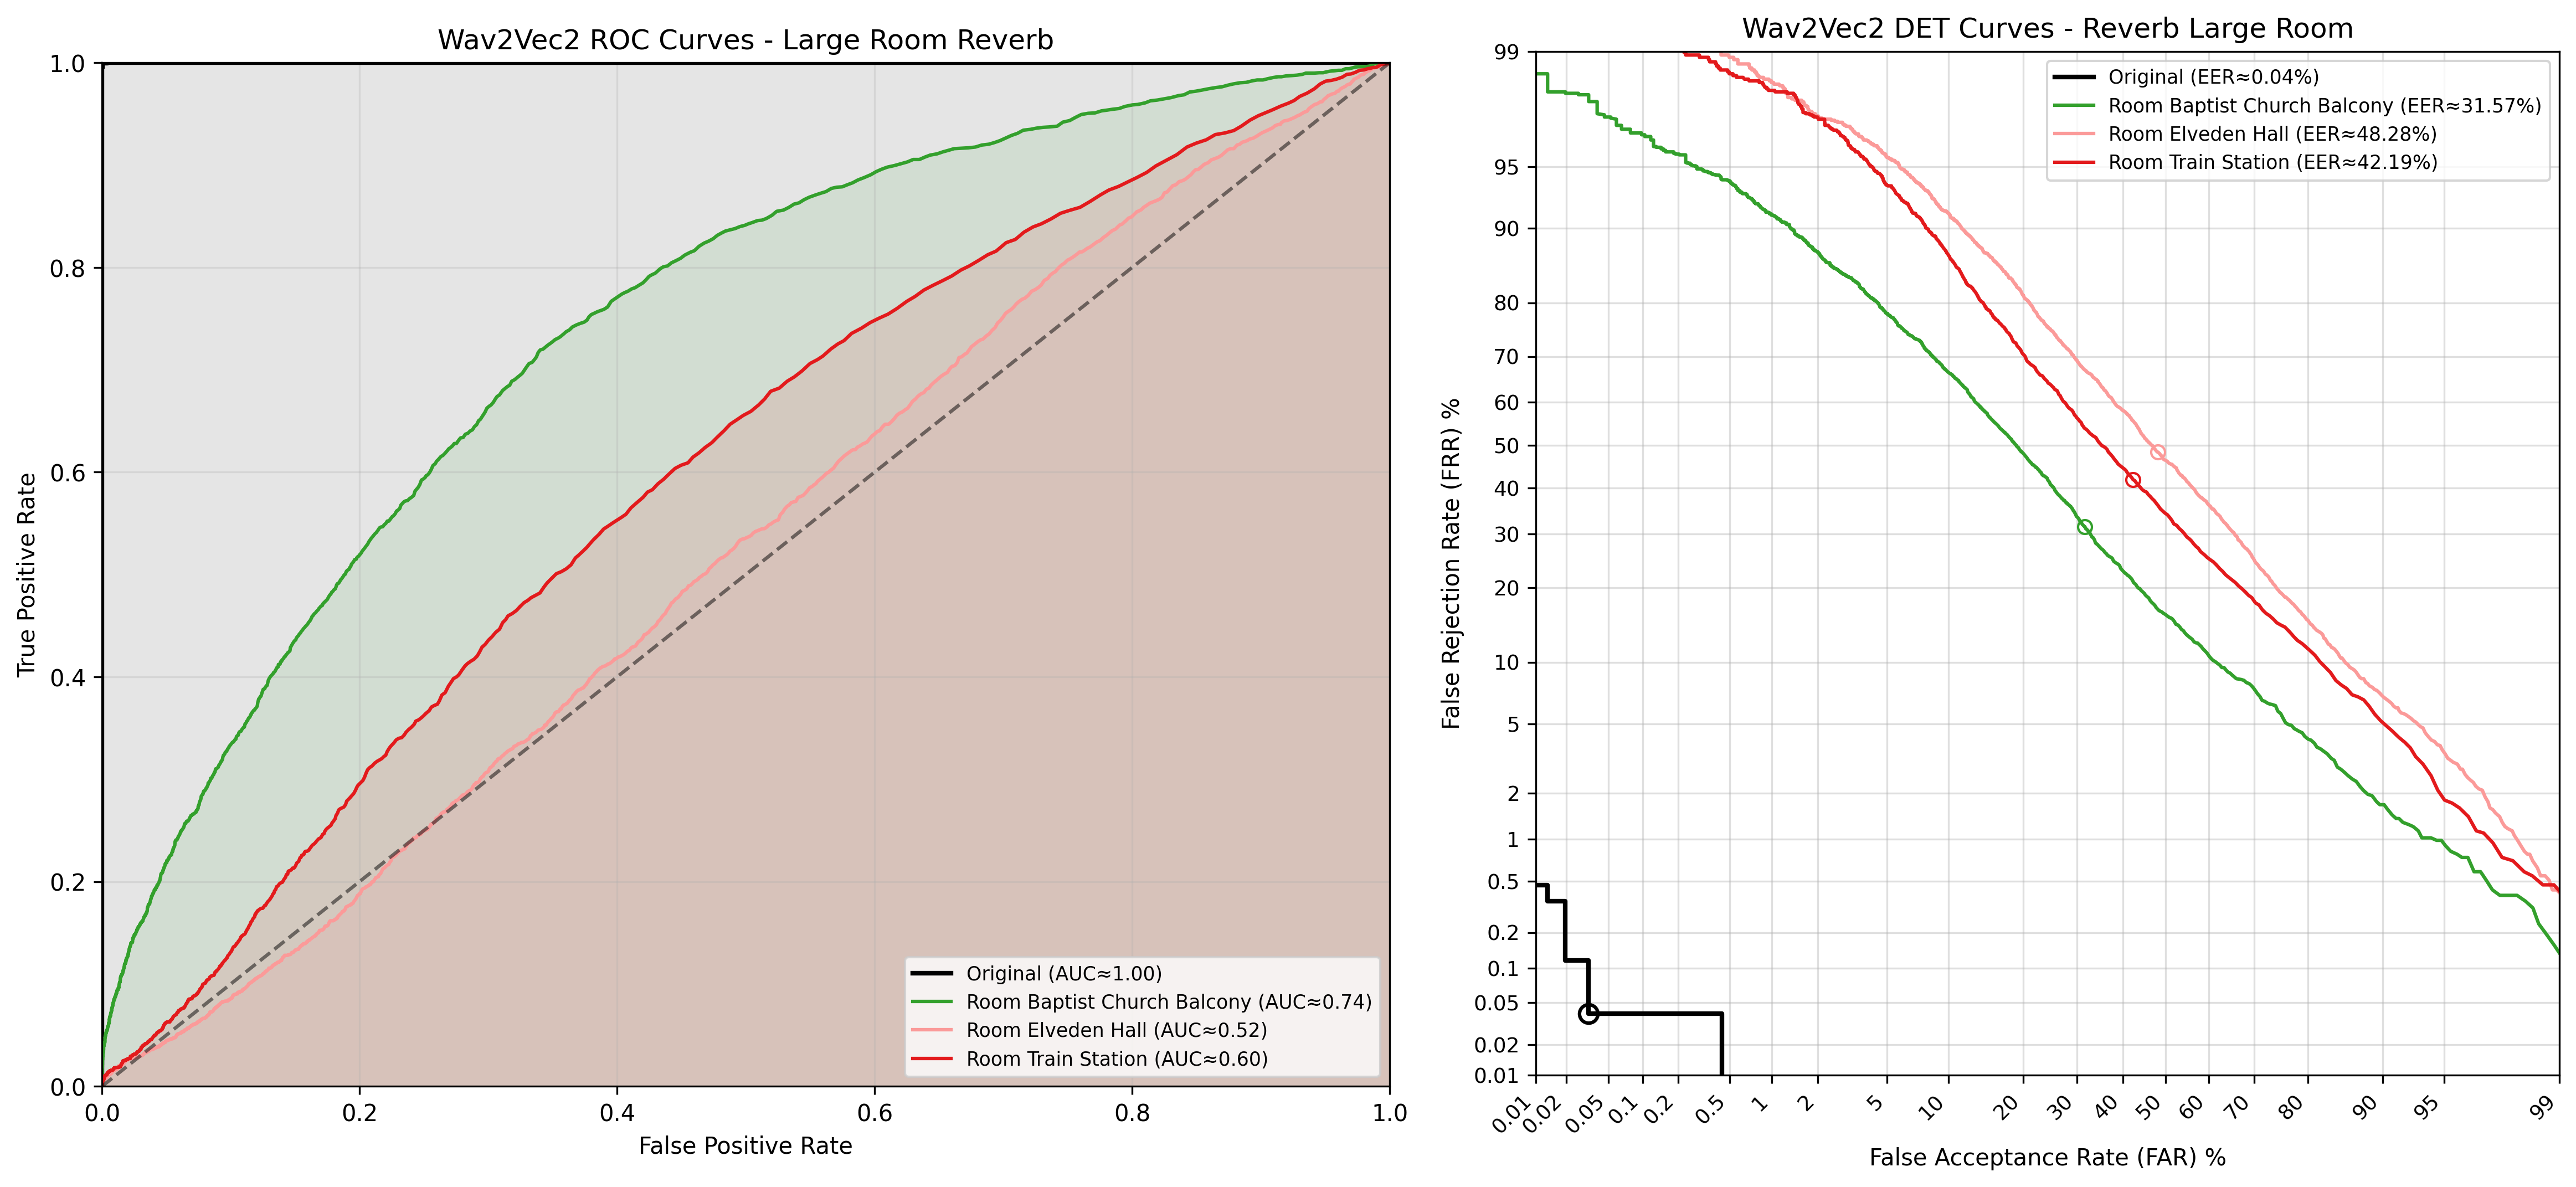 Wav2Vec2 ROC Curves - Large Room Reverb
1.0
0.8
0.6
0.4
0.2
0.0
True Positive Rate
0.0 0.2 0.4 0.6 0.8 1.0
False Positive Rate
Original (AUC≈1.00)
Room Baptist Church Balcony (AUC≈0.74)
Room Elveden Hall (AUC≈0.52)
Room Train Station (AUC≈0.60)
Wav2Vec2 DET Curves - Reverb Large Room
99
95
90
80
70
60
50
40
30
20
10
5
2
1
0.5
0.2
0.1
0.05
0.02
0.01
False Rejection Rate (FRR) %
0.01 0.02 0.05 0.1 0.2 0.5 1 2 5 10 20 30 40 50 60 70 80 90 95 99
False Acceptance Rate (FAR) %
Original (EER≈0.04%)
Room Baptist Church Balcony (EER≈31.57%)
Room Elveden Hall (EER≈48.28%)
Room Train Station (EER≈42.19%)